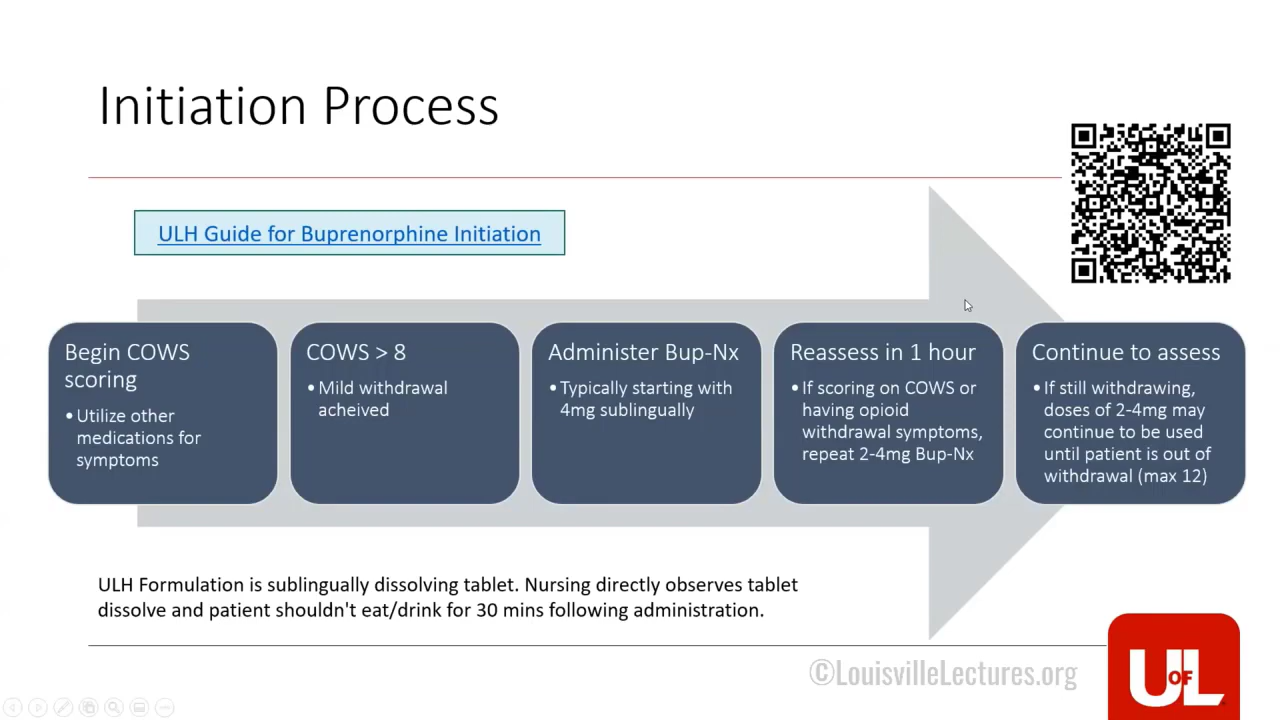 Initiation Process
ULH Guide for Buprenorphine Initiation
Begin COWS
scoring
•Utilize other
medications for
symptoms
COWS > 8
•Mild withdrawal
acheived
Administer Bup-Nx
•Typically starting with
4mg sublingually
Reassess in 1 hour
•If scoring on COWS or
having opioid
withdrawal symptoms,
repeat 2-4mg Bup-Nx
Continue to assess
•If still withdrawing,
doses of 2-4mg may
continue to be used
until patient is out of
withdrawal (max 12)
ULH Formulation is sublingually dissolving tablet. Nursing directly observes tablet
dissolve and patient shouldn't eat/drink for 30 mins following administration.
©LouisvilleLectures.org
U OF L